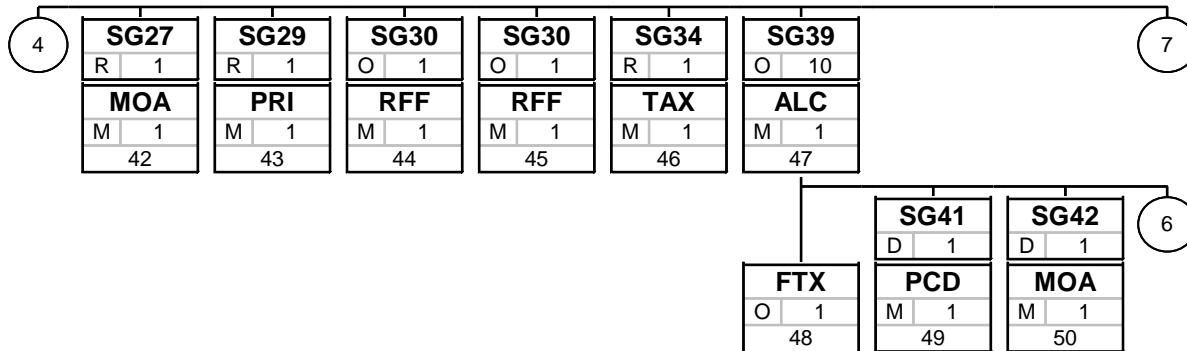 4 SG27 SG29 SG30 SG30 SG34 SG39 7
R 1 R 1 O 1 O 1 R 1 O 10
MOA PRI RFF RFF TAX ALC
M 1 M 1 M 1 M 1 M 1 M 1
42 43 44 45 46 47
SG41 SG42 6
D 1 D 1
FTX PCD MOA
O 1 M 1 M 1
48 49 50